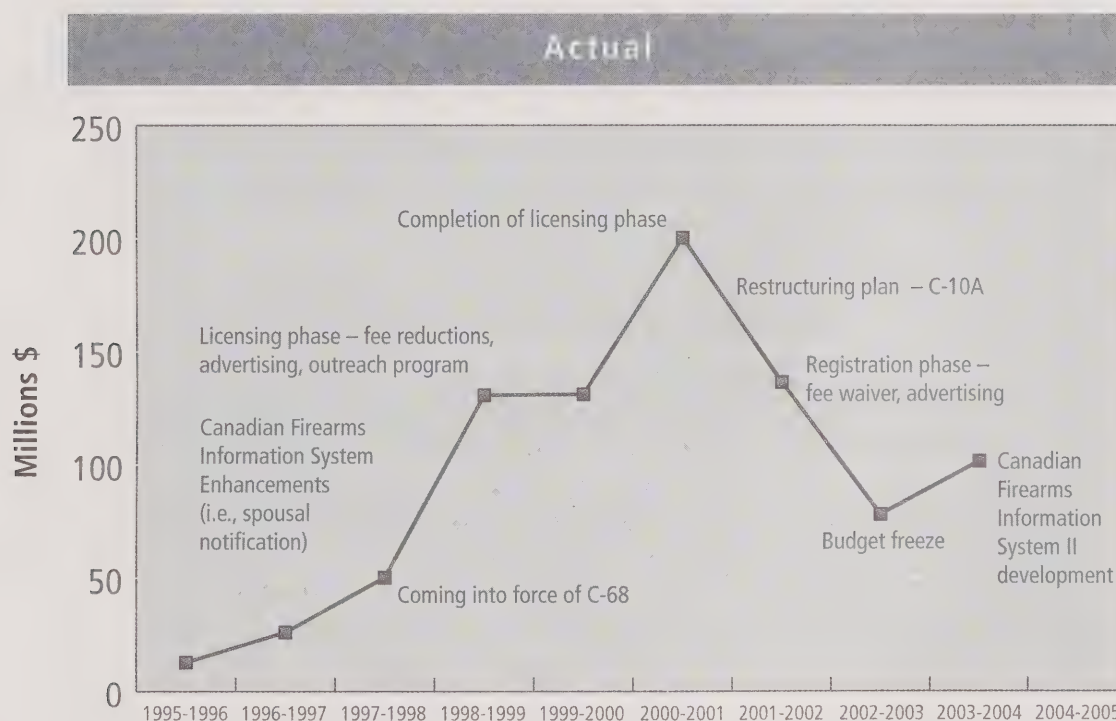 Actual
Millions $
250
200
150
100
50
0
Completion of licensing phase
Restructuring plan – C-10A
Licensing phase – fee reductions,
advertising, outreach program
Registration phase –
fee waiver, advertising
Canadian Firearms
Information System
Enhancements
(i.e., spousal
notification)
Canadian
Firearms
Information
System II
development
Budget freeze
Coming into force of C-68
1995-1996 1996-1997 1997-1998 1998-1999 1999-2000 2000-2001 2001-2002 2002-2003 2003-2004